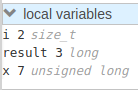 local variables
i 2 size_t
result 3 long
x 7 unsigned long